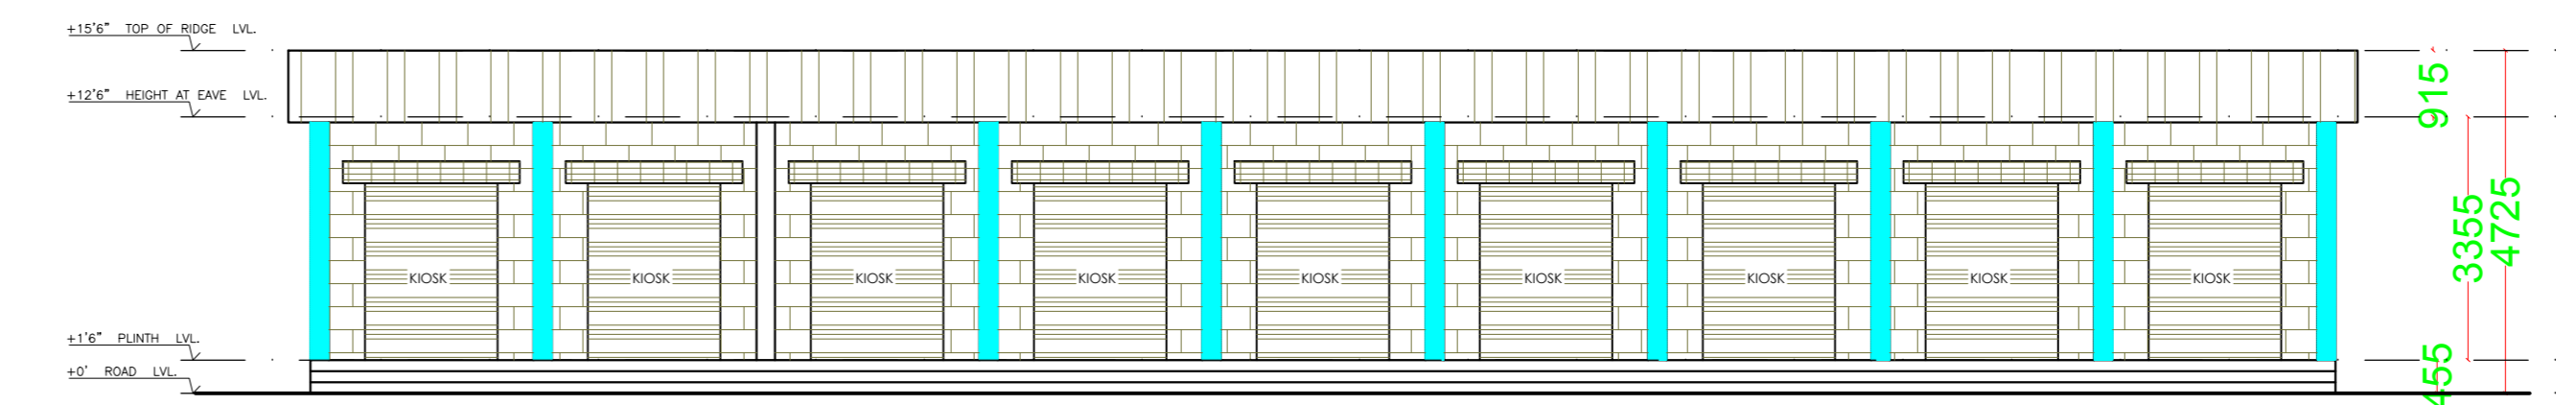 +15'6" TOP OF RIDGE LVL.
+12'6" HEIGHT AT EAVE LVL.
915
3355
4725
KIOSK KIOSK KIOSK KIOSK KIOSK KIOSK KIOSK KIOSK KIOSK
+1'6" PLINTH LVL.
+0' ROAD LVL.
455